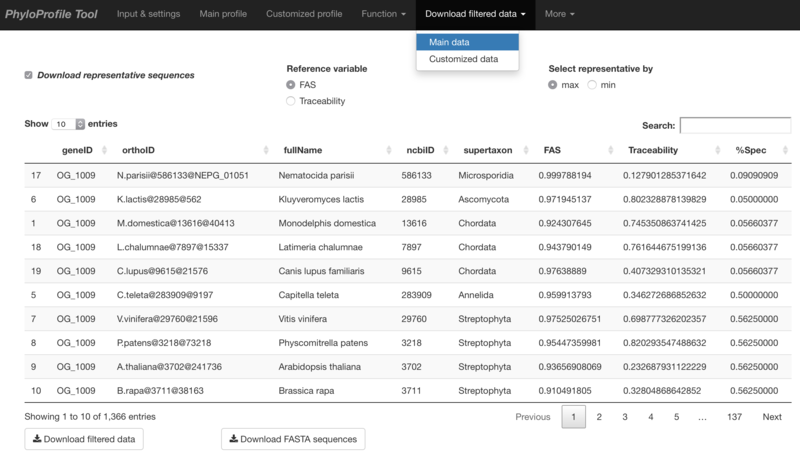 PhyloProfile Tool Input & settings Main profile Customized profile Function Download filtered data More
Main data
Customized data
Download representative sequences
Reference variable
FAS
Traceability
Select representative by
max min
Show 10 entries
Search:
geneID orthoID fullName ncbiID supertaxon FAS Traceability %Spec
17 OG_1009 N.parisii@586133@NEPG_01051 Nematocida parisii 586133 Microsporidia 0.999788194 0.127901285371642 0.09090909
6 OG_1009 K.lactis@28985@562 Kluyveromyces lactis 28985 Ascomycota 0.971945137 0.802328878139829 0.05000000
1 OG_1009 M.domestica@13616@40413 Monodelphis domestica 13616 Chordata 0.924307645 0.745350863741425 0.05660377
18 OG_1009 L.chalumnae@7897@15337 Latimeria chalumnae 7897 Chordata 0.943790149 0.761644675199136 0.05660377
19 OG_1009 C.lupus@9615@21576 Canis lupus familiaris 9615 Chordata 0.97638889 0.407329310135321 0.05660377
5 OG_1009 C.teleta@283909@9197 Capitella teleta 283909 Annelida 0.959913793 0.346272686852632 0.50000000
7 OG_1009 V.vinifera@29760@21596 Vitis vinifera 29760 Streptophyta 0.97525026751 0.698777326202357 0.56250000
8 OG_1009 P.patens@3218@73218 Physcomitrella patens 3218 Streptophyta 0.95447359981 0.820293547488632 0.56250000
9 OG_1009 A.thaliana@3702@241736 Arabidopsis thaliana 3702 Streptophyta 0.93656908069 0.232687931122229 0.56250000
10 OG_1009 B.rapa@3711@38163 Brassica rapa 3711 Streptophyta 0.910491805 0.32804868642852 0.56250000
Showing 1 to 10 of 1,366 entries
Previous 1 2 3 4 5 … 137 Next
Download filtered data Download FASTA sequences